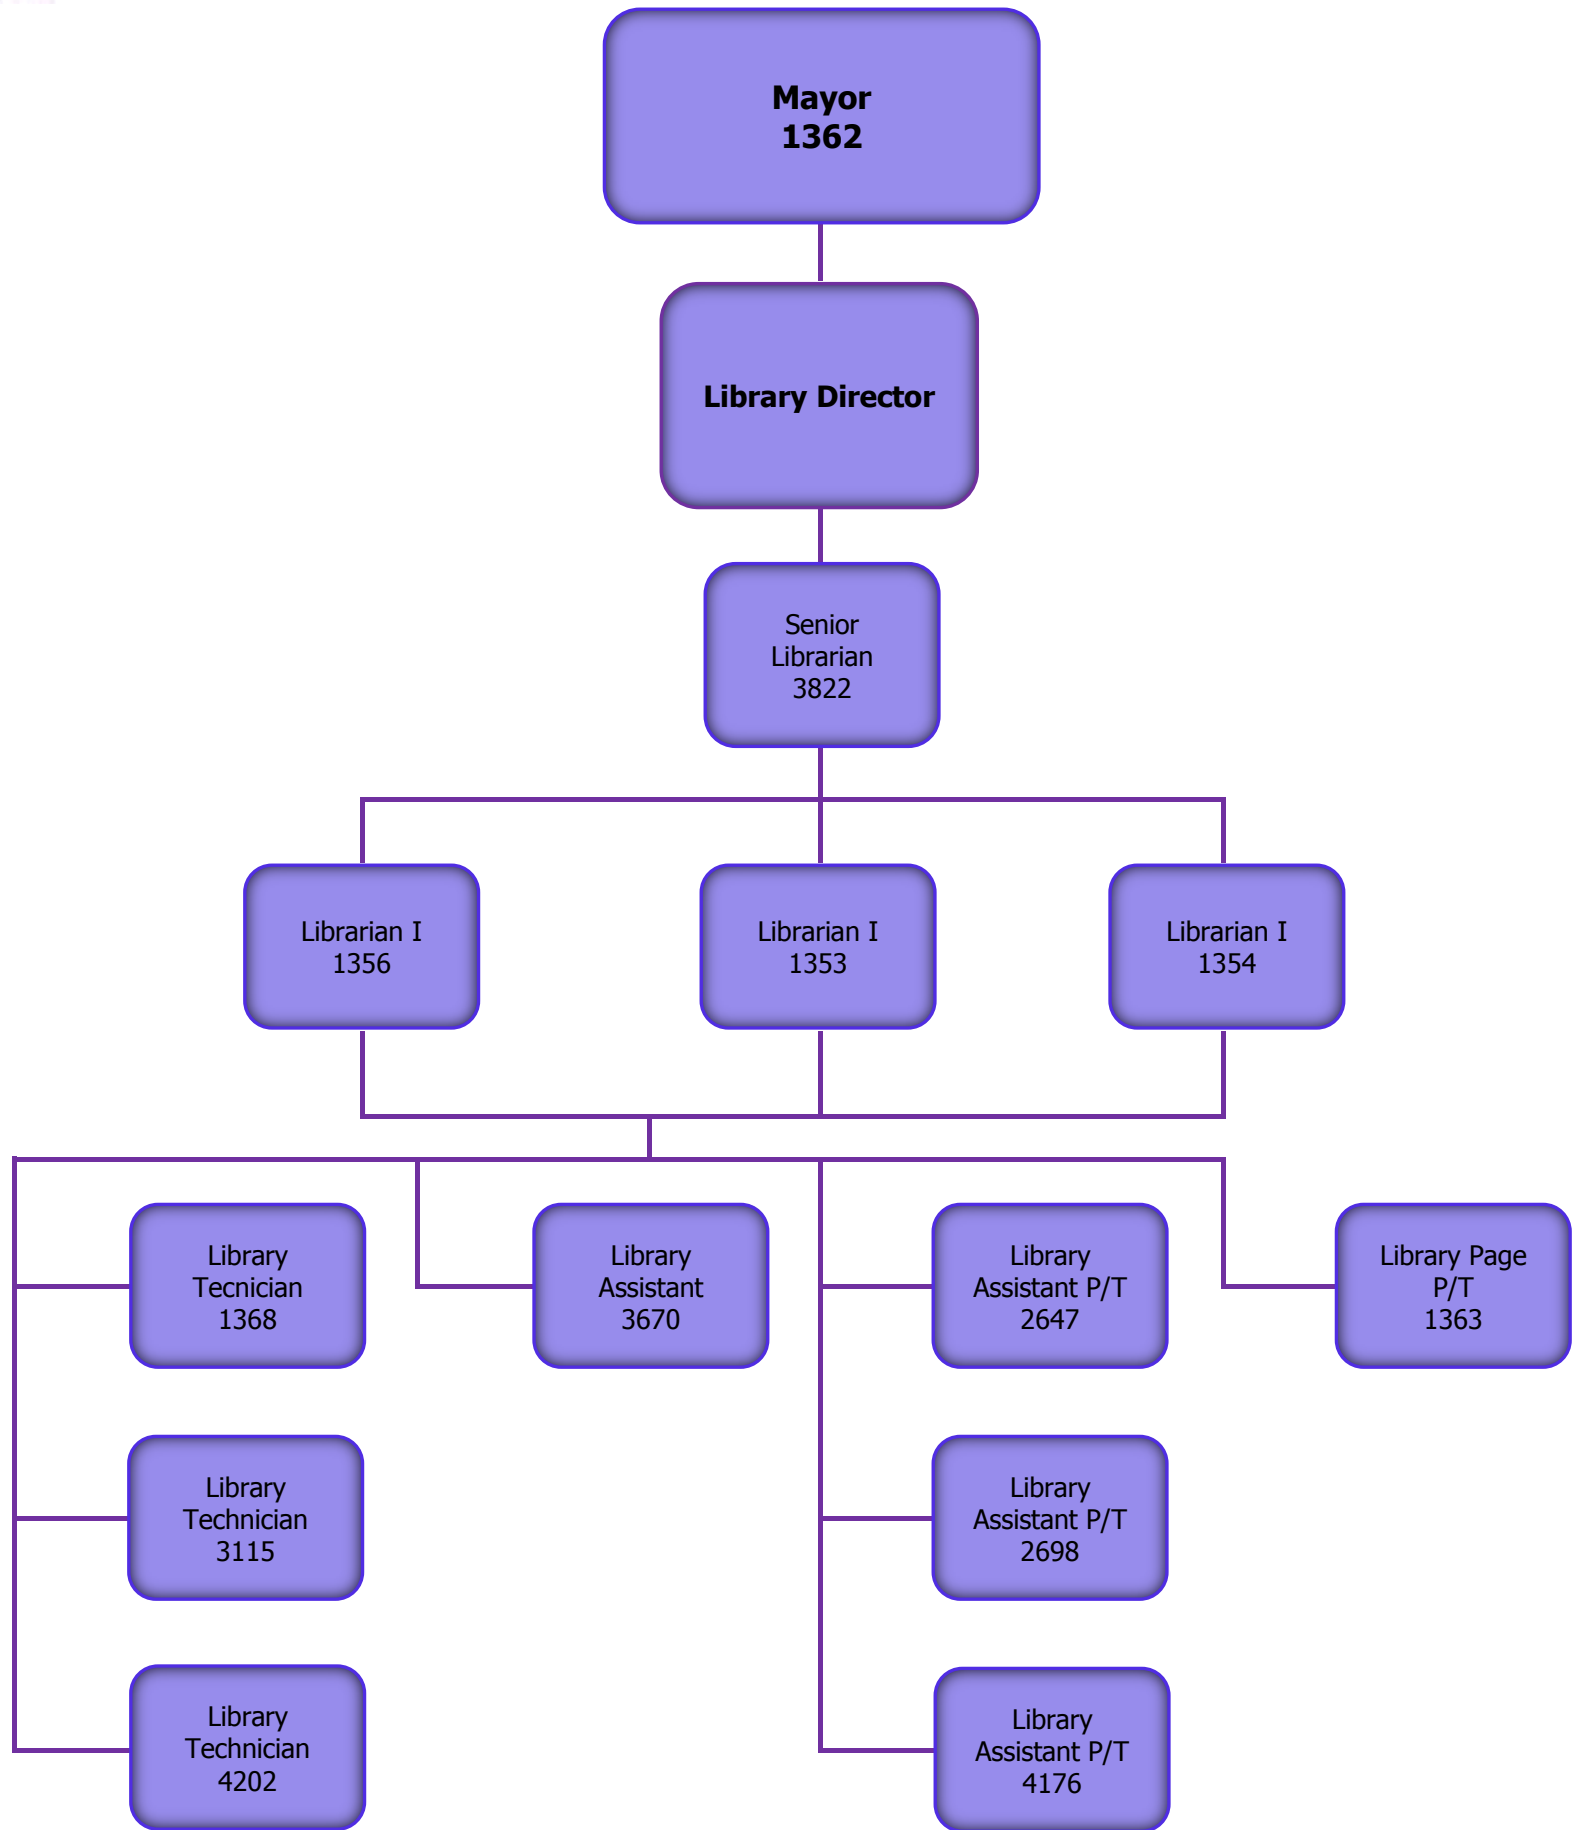 Mayor
1362
Library Director
Senior
Librarian
3822
Librarian I
1356
Librarian I
1353
Librarian I
1354
Library
Tecnician
1368
Library
Assistant
3670
Library
Assistant P/T
2647
Library Page
P/T
1363
Library
Technician
3115
Library
Assistant P/T
2698
Library
Technician
4202
Library
Assistant P/T
4176